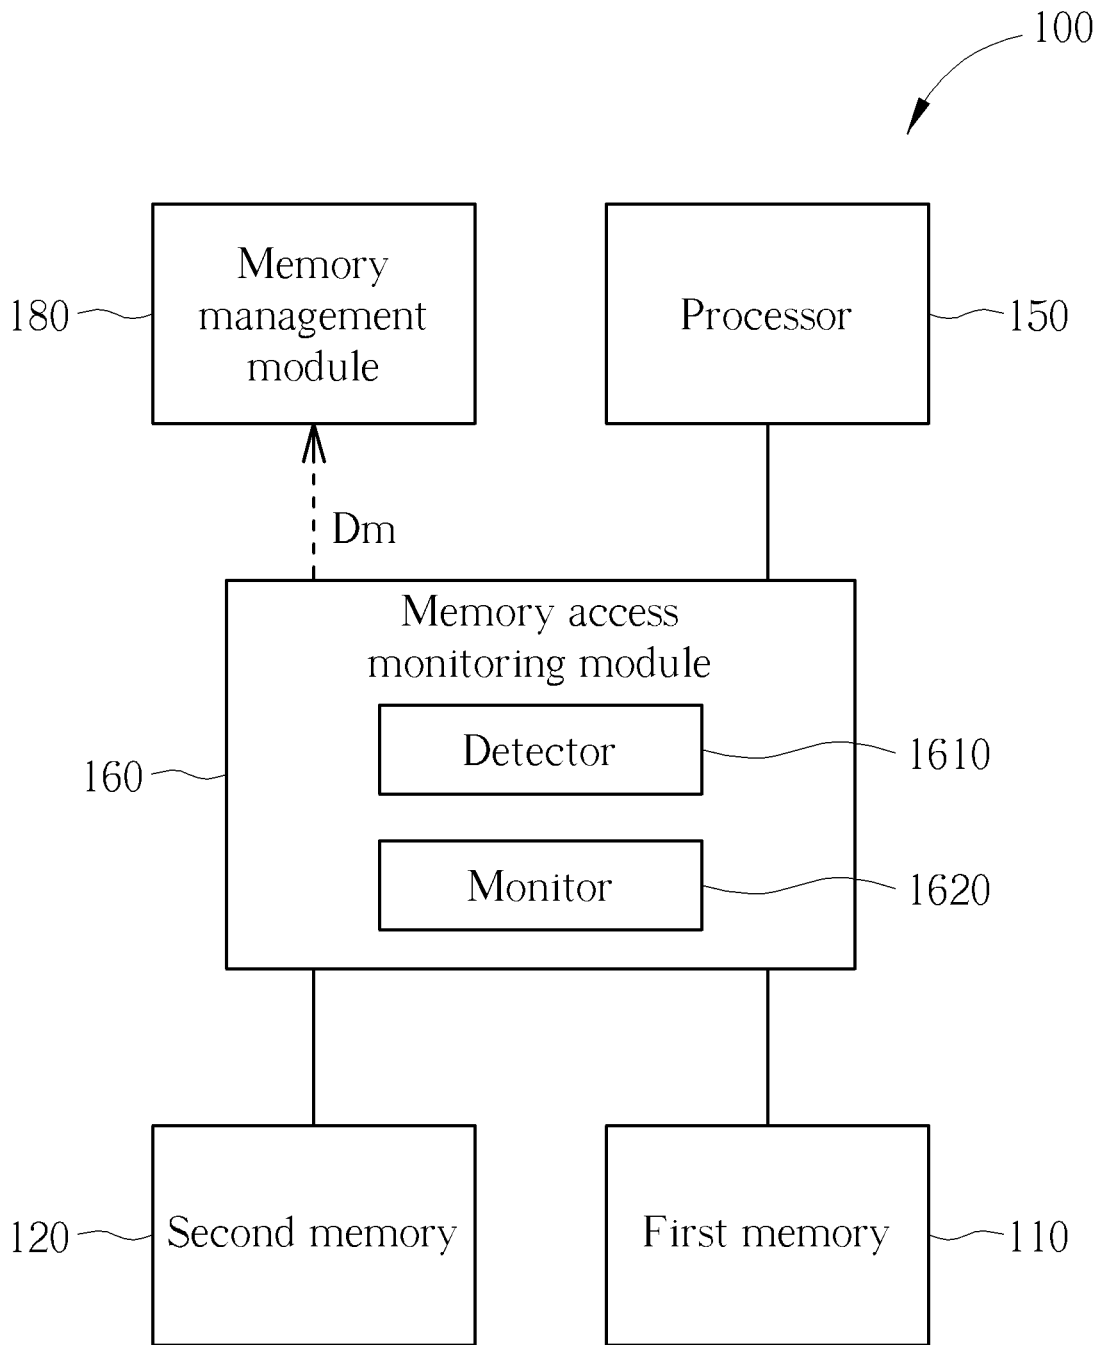 100
Memory
management
module
180
Processor
150
Dm
Memory access
monitoring module
Detector
1610
160
Monitor
1620
Second memory
120
First memory
110